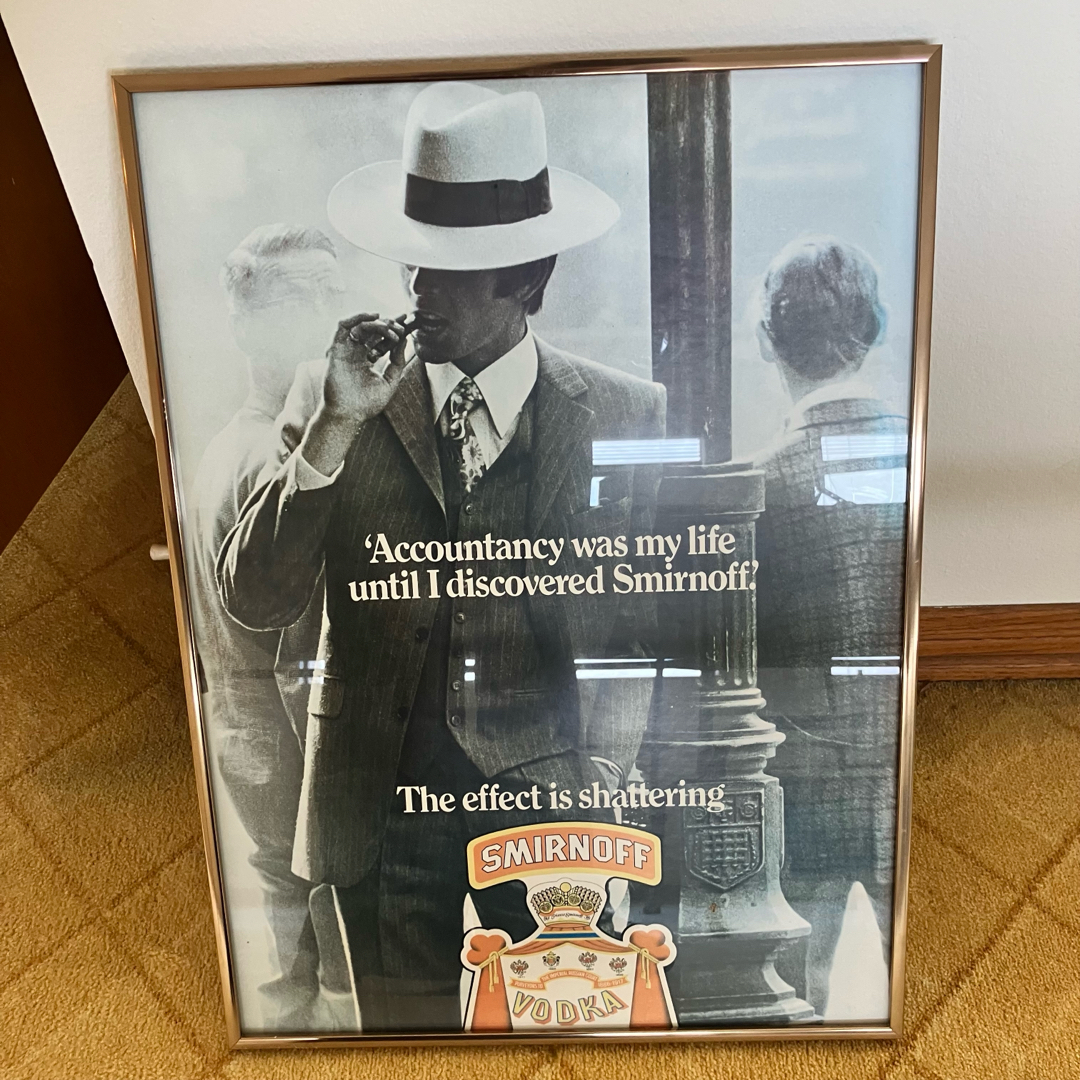 ‘Accountancy was my life
until I discovered Smirnoff.’
The effect is shattering
SMIRNOFF
VODKA